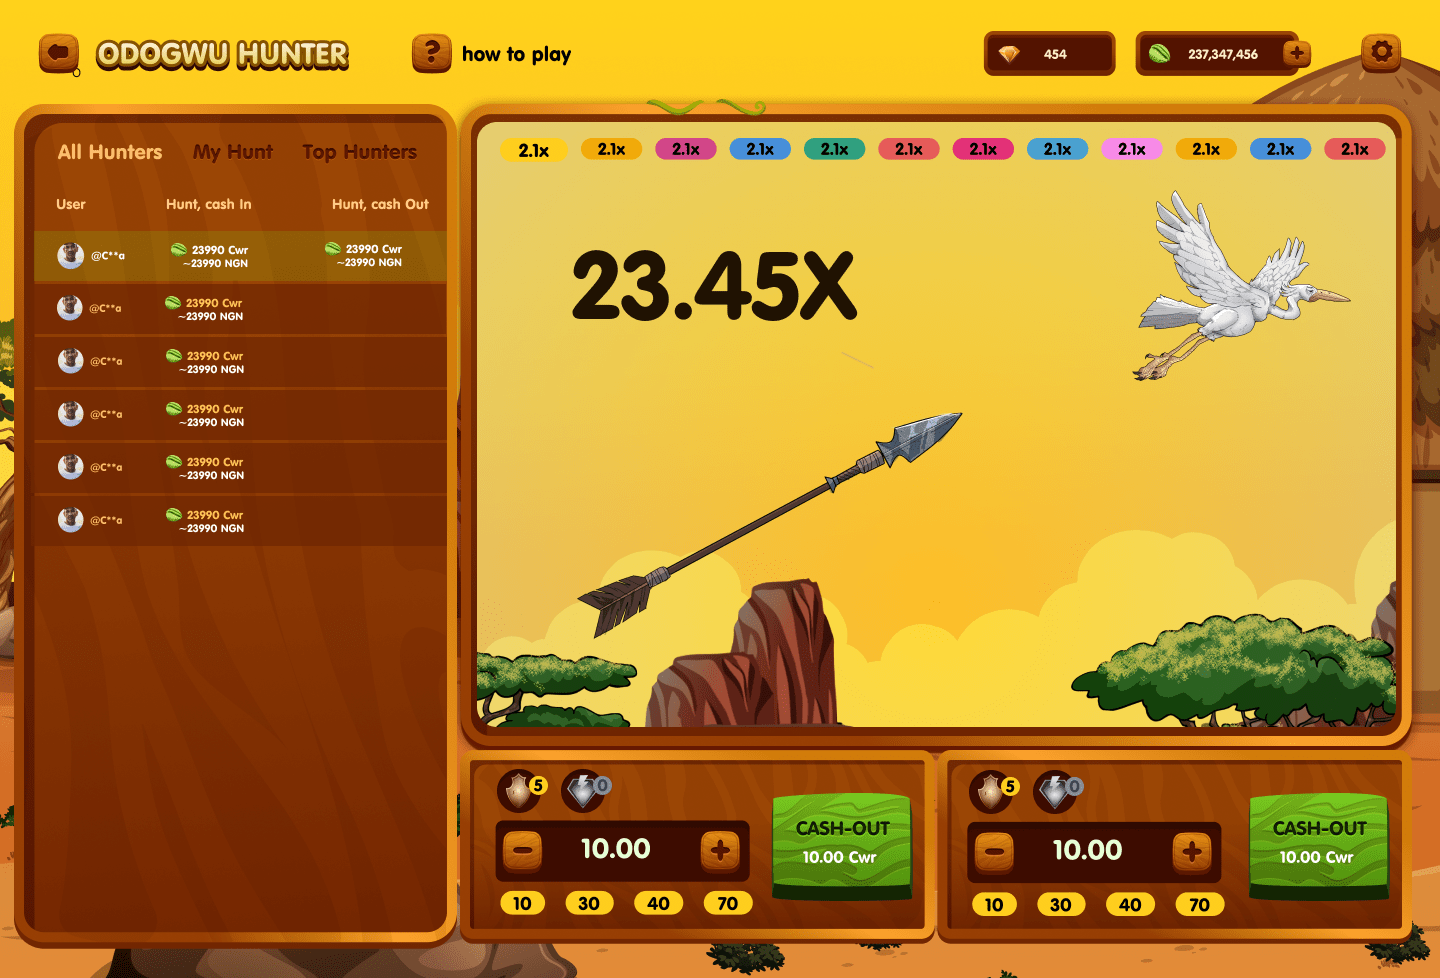 ODOGWU HUNTER
?
how to play
454
237,347,456
+
All Hunters My Hunt Top Hunters
User Hunt, cash In Hunt, cash Out
@C**a 23990 Cwr 23990 Cwr
~23990 NGN ~23990 NGN
@C**a 23990 Cwr
~23990 NGN
@C**a 23990 Cwr
~23990 NGN
@C**a 23990 Cwr
~23990 NGN
@C**a 23990 Cwr
~23990 NGN
@C**a 23990 Cwr
~23990 NGN
2.1x 2.1x 2.1x 2.1x 2.1x 2.1x 2.1x 2.1x 2.1x 2.1x 2.1x 2.1x
23.45X
5 0
- 10.00 +
10 30 40 70
CASH-OUT
10.00 Cwr
5 0
- 10.00 +
10 30 40 70
CASH-OUT
10.00 Cwr